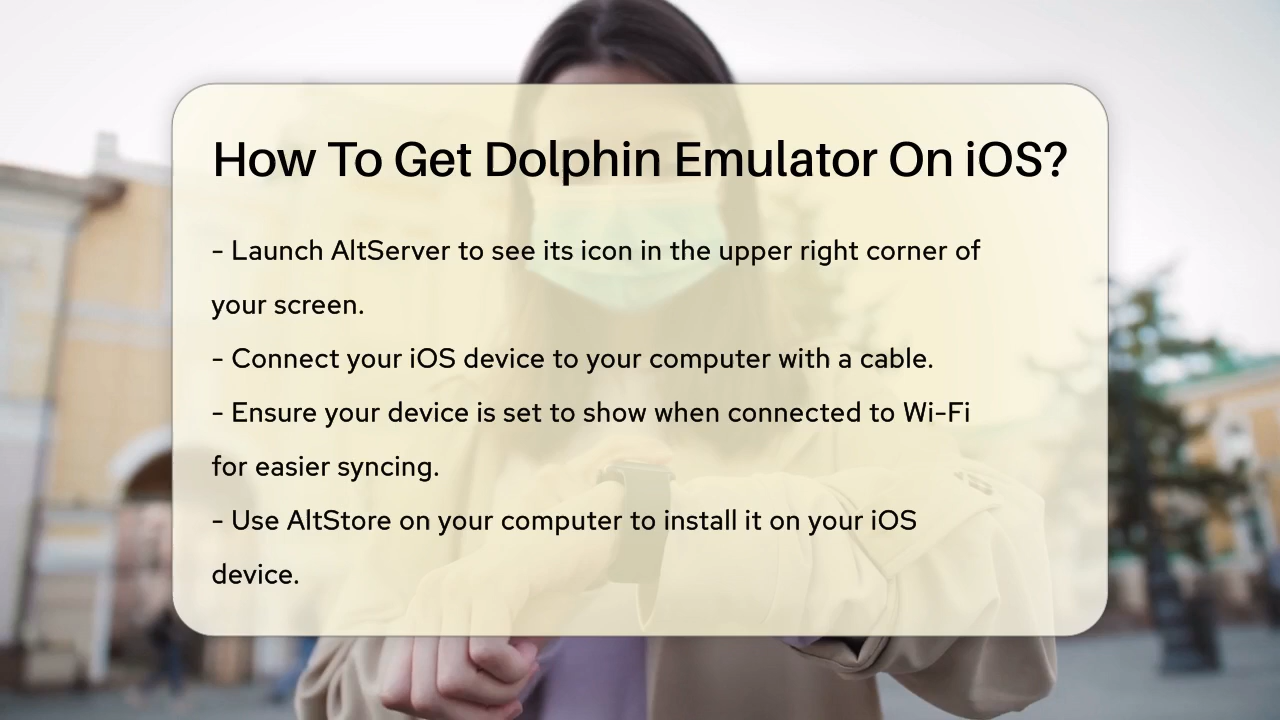 How To Get Dolphin Emulator On iOS?
- Launch AltServer to see its icon in the upper right corner of
your screen.
- Connect your iOS device to your computer with a cable.
- Ensure your device is set to show when connected to Wi-Fi
for easier syncing.
- Use AltStore on your computer to install it on your iOS
device.